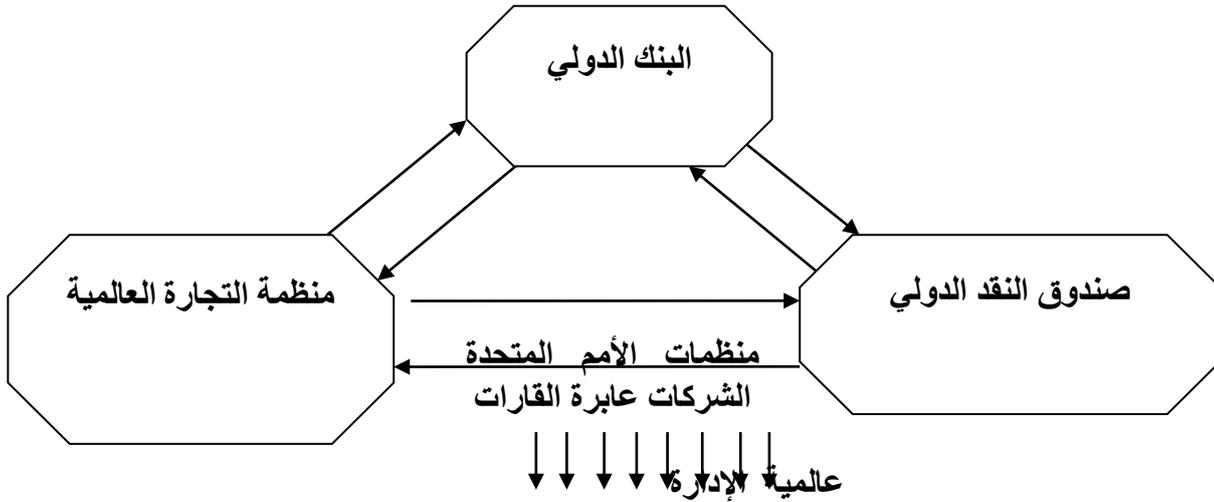 البنك الدولي
صندوق النقد الدولي
منظمة التجارة العالمية
منظمات الأمم المتحدة
الشركات عابرة القارات
عالمية الإدارة